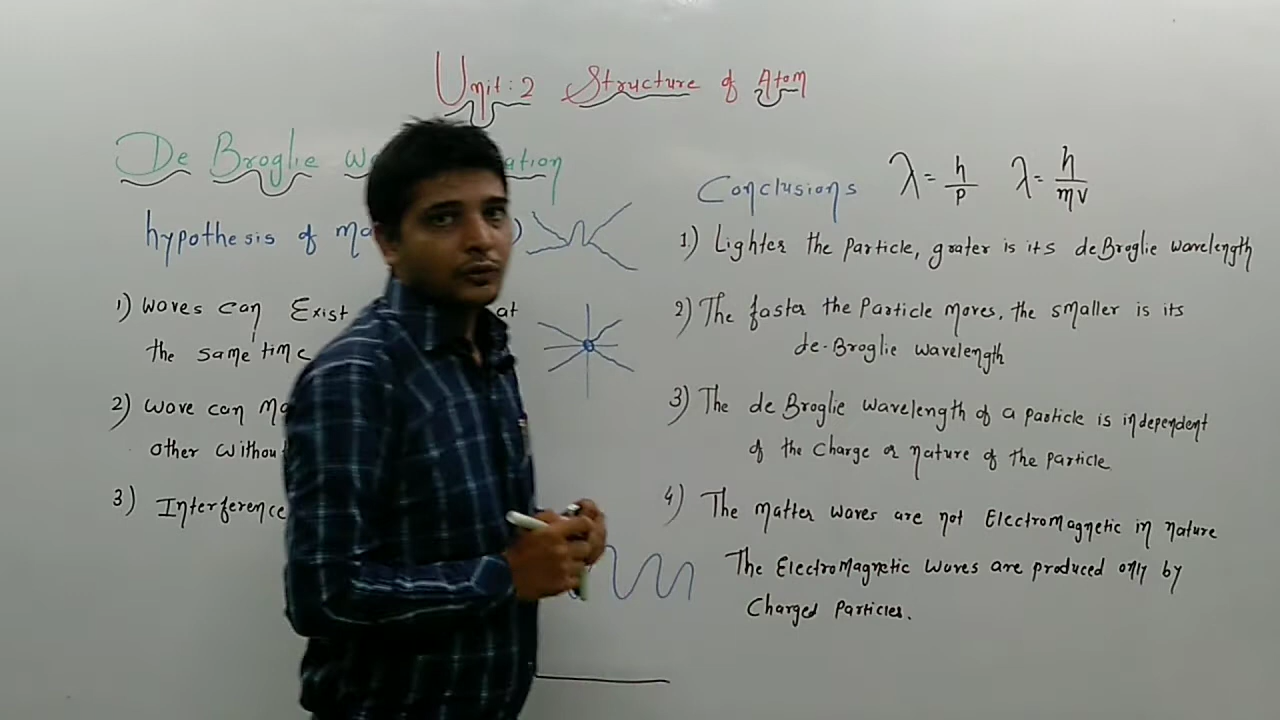 Unit: 2 Structure of Atom
De Broglie
hypothesis of
1) Waves can Exist at
the same time
2) Wave can
other
3) Interference
Conclusions λ = h/p λ = h/mv
1) Lighter the particle, grater is its deBroglie wavelength
2) The faster the Particle moves, the smaller is its
de-Broglie wavelength
3) The de Broglie wavelength of a particle is independent
of the charge or nature of the particle
4) The matter waves are not Electromagnetic in nature
The ElectroMagnetic waves are produced only by
Charged Particles.